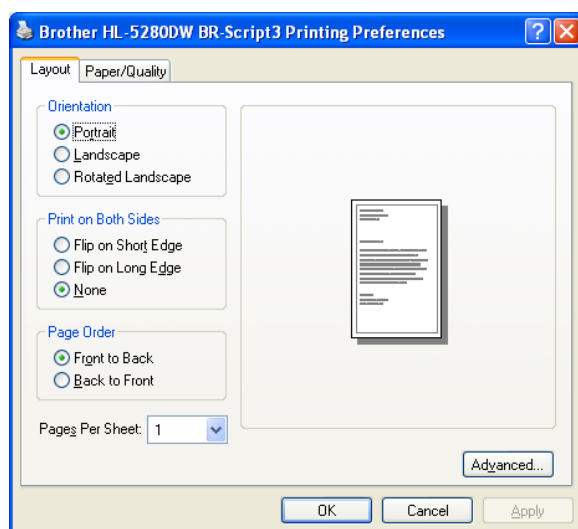 Brother HL-5280DW BR-Script3 Printing Preferences
Layout
Paper/Quality
Orientation
Portrait
Landscape
Rotated Landscape
Print on Both Sides
Flip on Short Edge
Flip on Long Edge
None
Page Order
Front to Back
Back to Front
Pages Per Sheet: 1
Advanced...
OK
Cancel
Apply